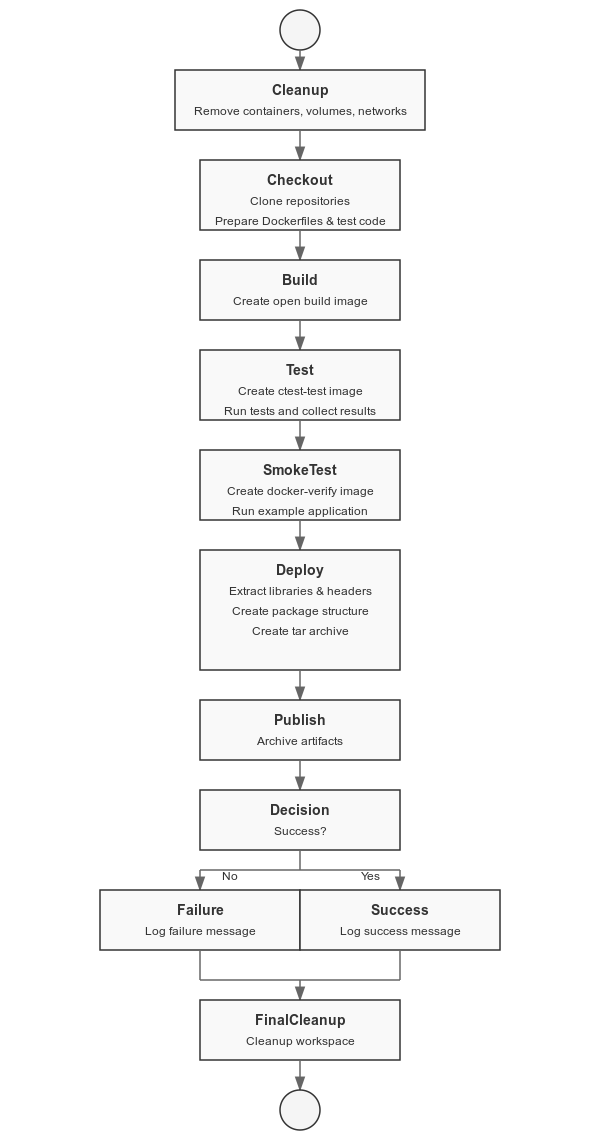 Cleanup
Remove containers, volumes, networks
Checkout
Clone repositories
Prepare Dockerfiles & test code
Build
Create open build image
Test
Create ctest-test image
Run tests and collect results
SmokeTest
Create docker-verify image
Run example application
Deploy
Extract libraries & headers
Create package structure
Create tar archive
Publish
Archive artifacts
Decision
Success?
No
Yes
Failure
Log failure message
Success
Log success message
FinalCleanup
Cleanup workspace